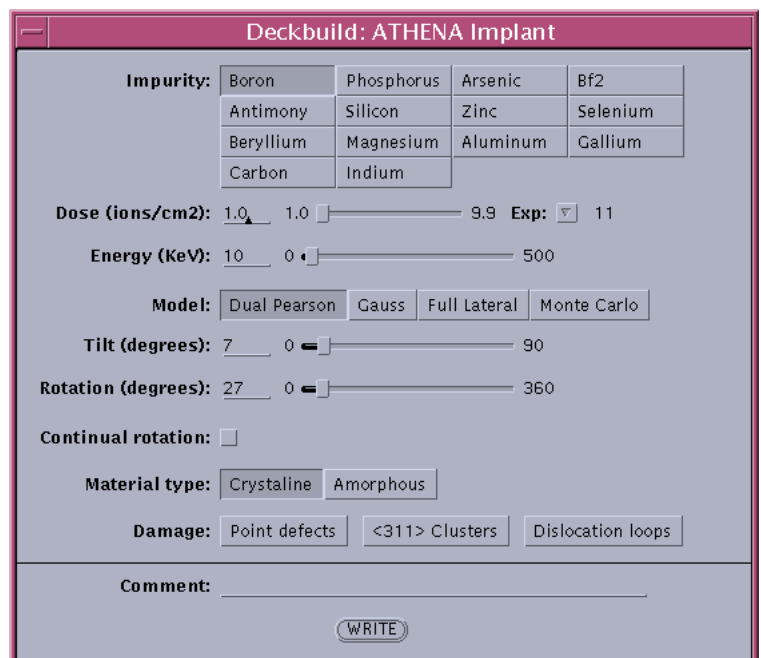 Deckbuild: ATHENA Implant
Impurity: Boron Phosphorus Arsenic Bf2
Antimony Silicon Zinc Selenium
Beryllium Magnesium Aluminum Gallium
Carbon Indium
Dose (ions/cm2): 1.0 1.0 9.9 Exp: 11
Energy (KeV): 10 0 500
Model: Dual Pearson Gauss Full Lateral Monte Carlo
Tilt (degrees): 7 0 90
Rotation (degrees): 27 0 360
Continual rotation:
Material type: Crystaline Amorphous
Damage: Point defects <311> Clusters Dislocation loops
Comment:
WRITE